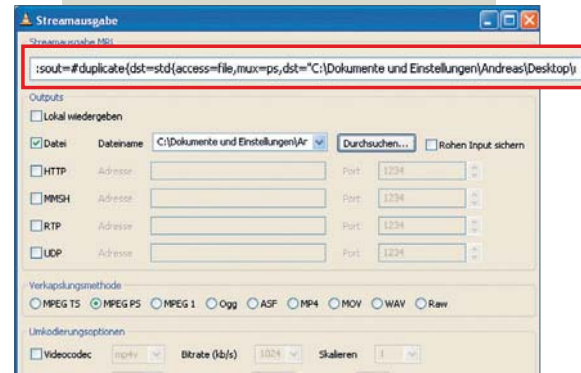 Streamausgabe
Streamausgabe MRL
:sout=#duplicate{dst=std{access=file,mux=ps,dst="C:\Dokumente und Einstellungen\Andreas\Desktop\
Outputs
Lokal wiedergeben
Datei Dateiname C:\Dokumente und Einstellungen\Ar Durchsuchen... Rohen Input sichern
HTTP Adresse Port 1234
MMSH Adresse Port 1234
RTP Adresse Port 1234
UDP Adresse Port 1234
Verkapslungsmethode
MPEG TS MPEG PS MPEG 1 Ogg ASF MP4 MOV WAV Raw
Umkodierungsoptionen
Videocodec mp4v Bitrate (kb/s) 1024 Skalieren 1